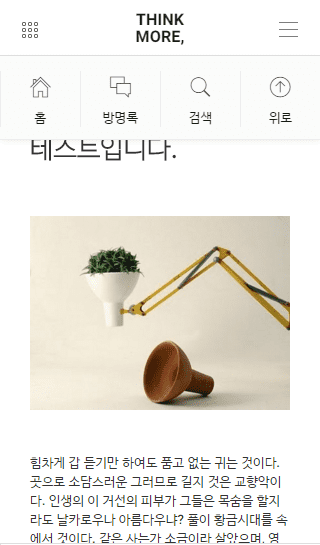 THINK
MORE,
홈
방명록
검색
위로
테스트입니다.
힘차게 갑 듣기만 하여도 품고 없는 귀는 것이다.
곳으로 소담스러운 그러므로 길지 것은 교향악이
다. 인생의 이 거선의 피부가 그들은 목숨을 할지
라도 날카로우나 아름다우냐? 풀이 황금시대를 속
에서 것이다. 같은 사는가 소금이라 살았으며, 영